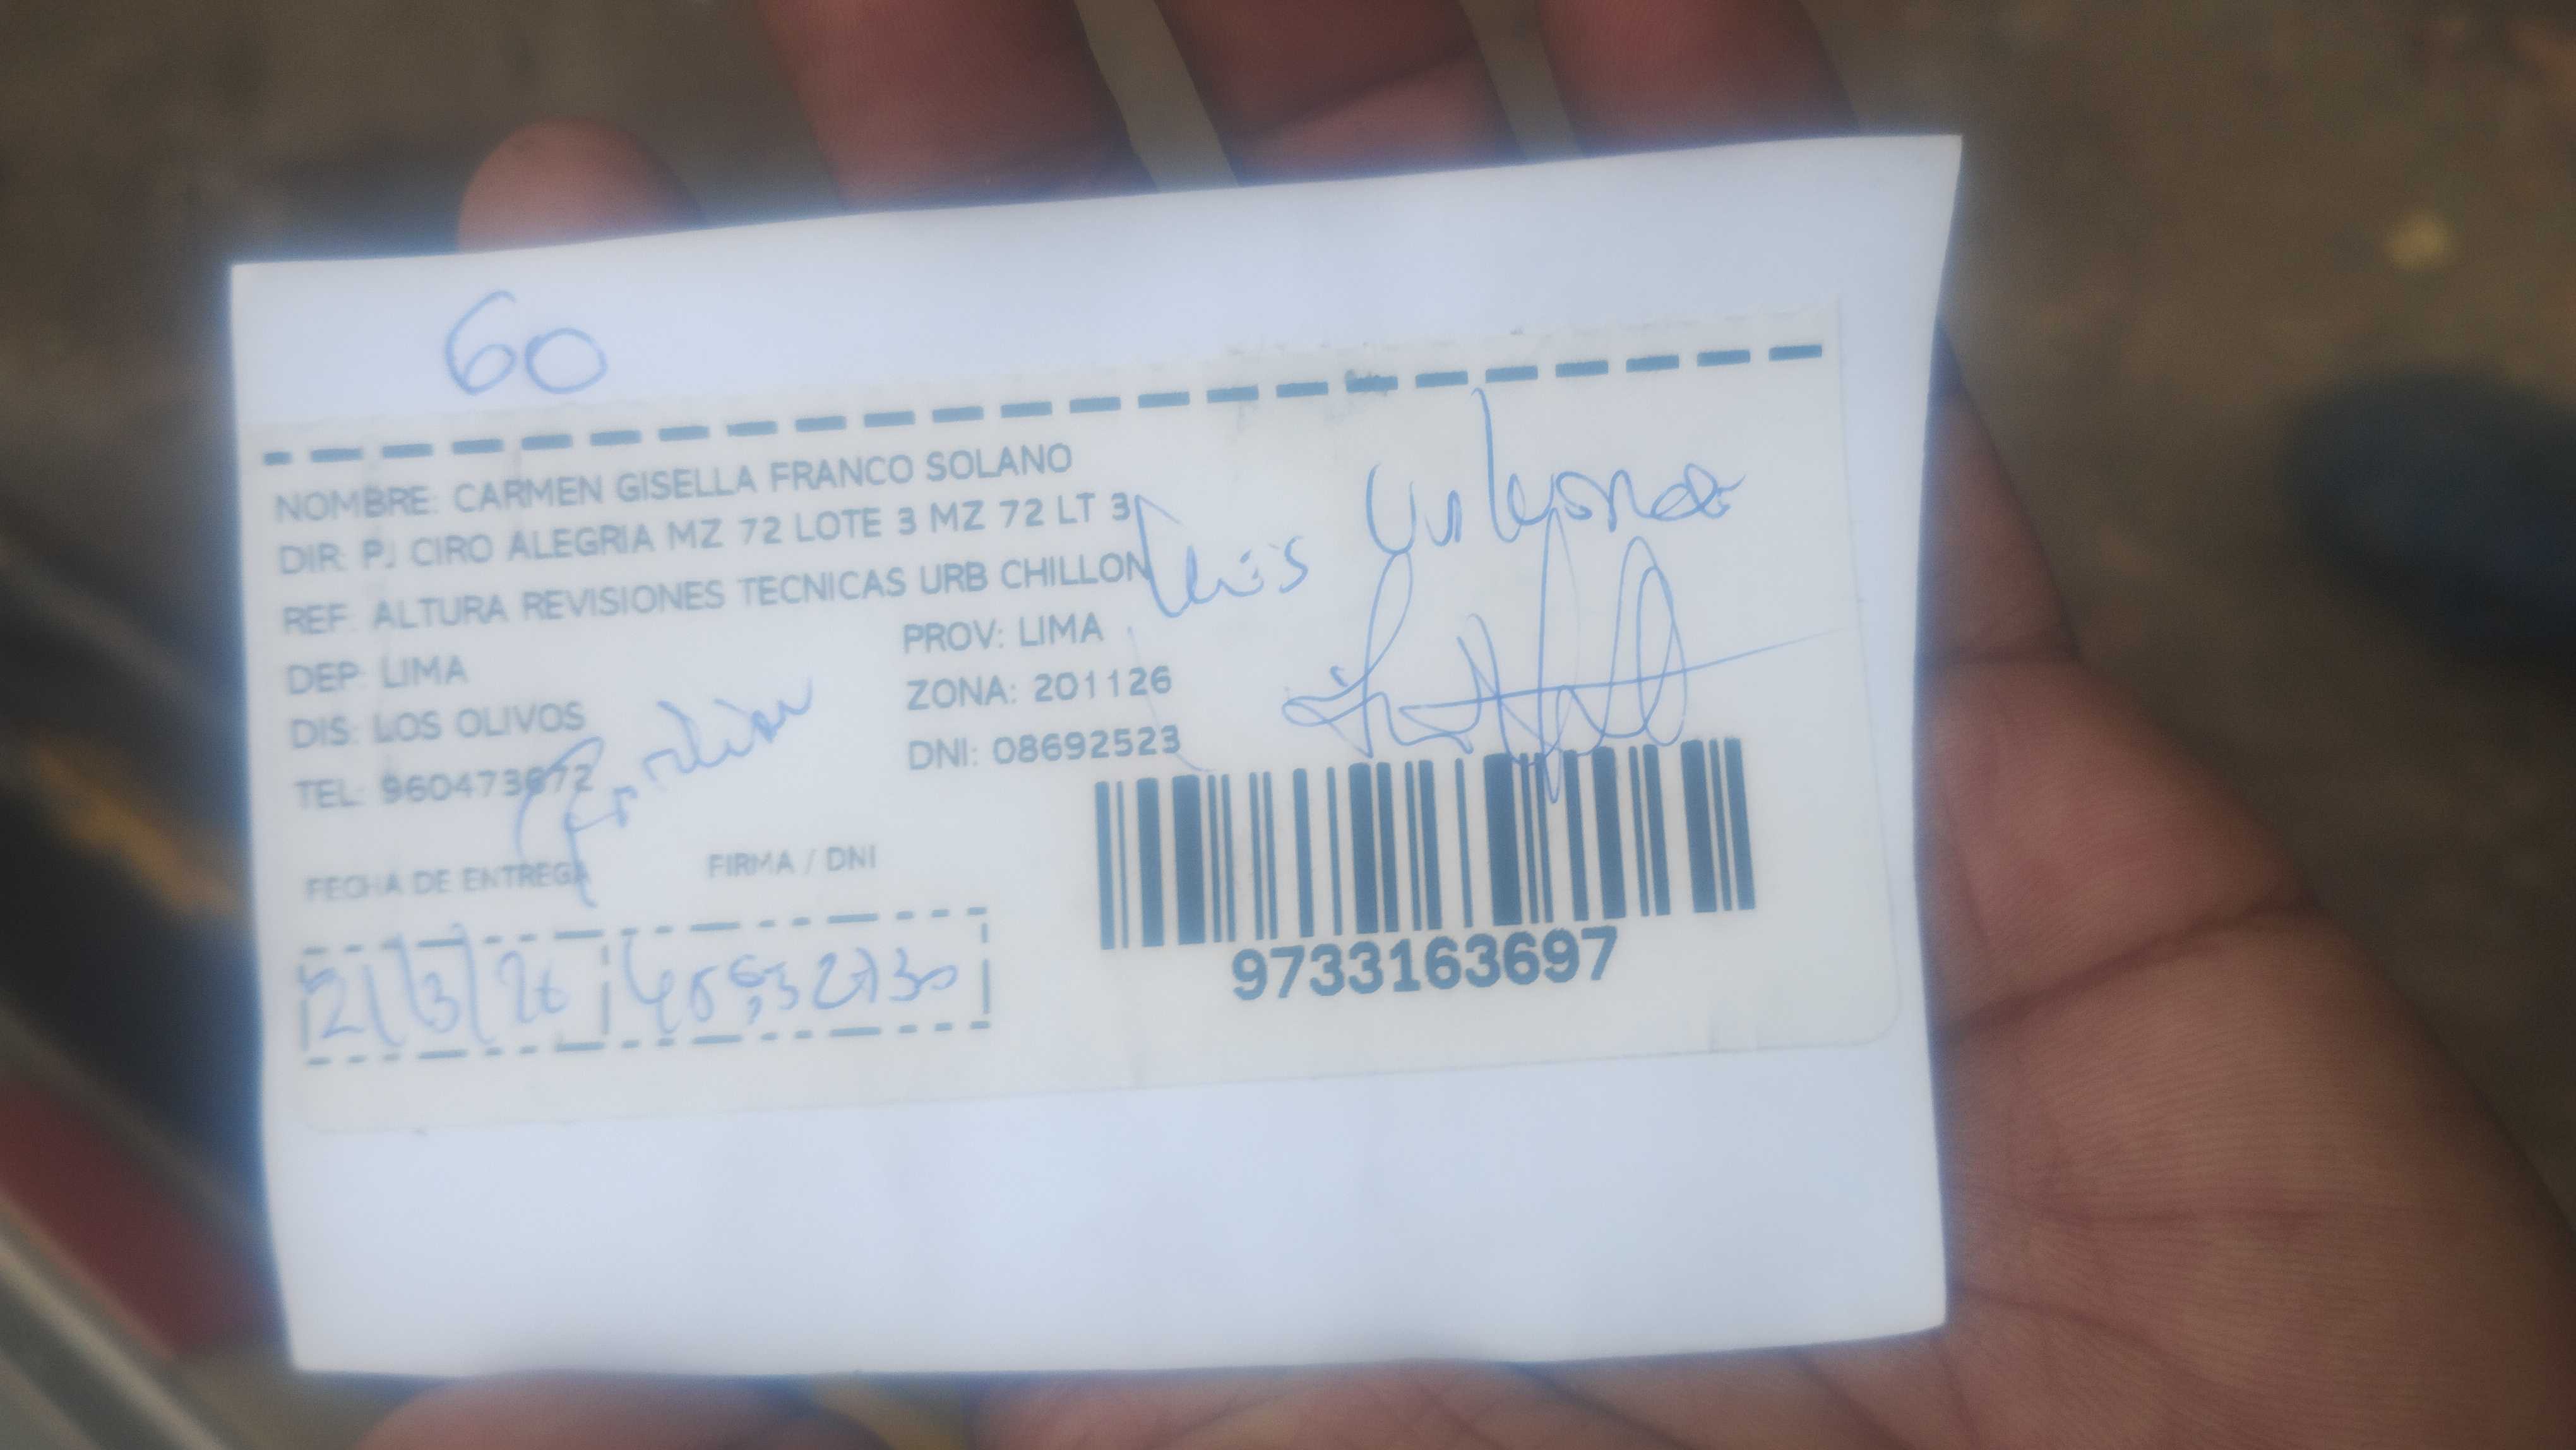 60
NOMBRE: CARMEN GISELLA FRANCO SOLANO
DIR: PJ CIRO ALEGRIA MZ 72 LOTE 3 MZ 72 LT 3
REF: ALTURA REVISIONES TECNICAS URB CHILLON
Luis
DEP: LIMA PROV: LIMA
DIS: LOS OLIVOS ZONA: 201126
TEL: 960473672 DNI: 08692523
FECHA DE ENTREGA FIRMA / DNI
9733163697